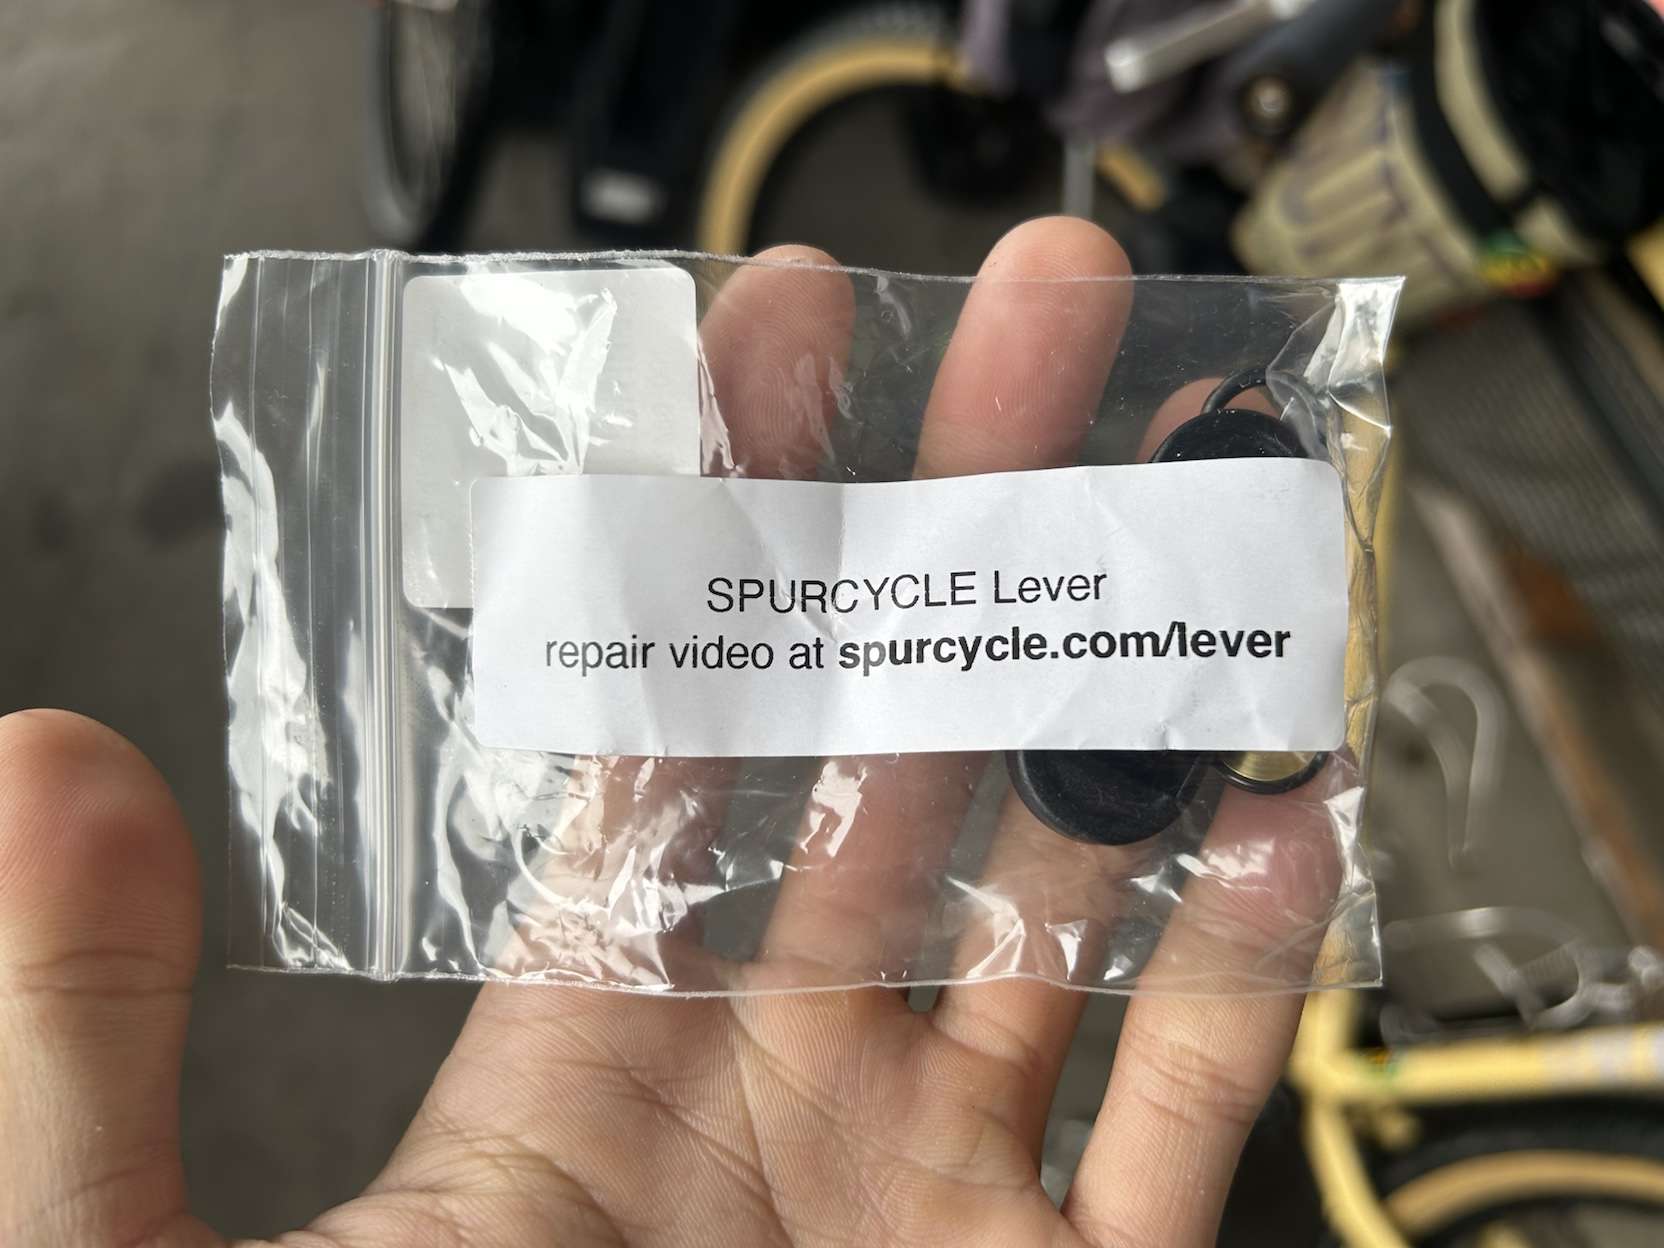 SPURCYCLE Lever
repair video at spurcycle.com/lever